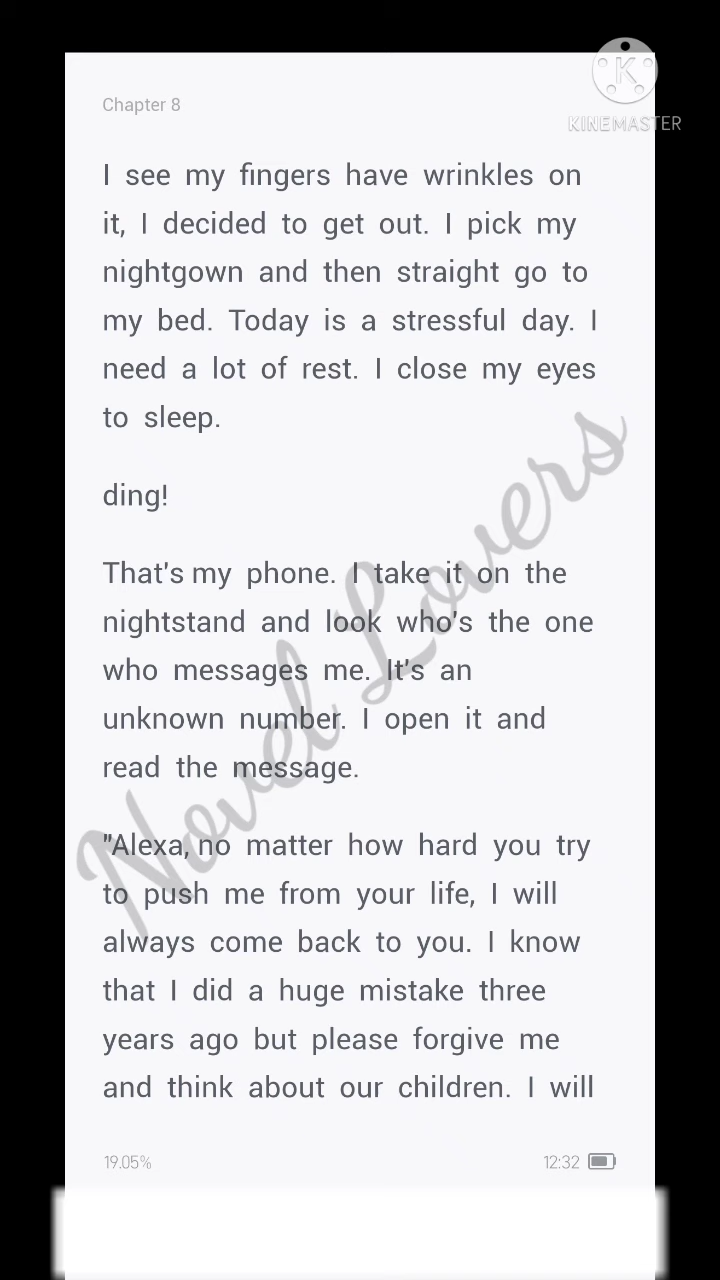 KINEMASTER
Chapter 8
I see my fingers have wrinkles on
it, I decided to get out. I pick my
nightgown and then straight go to
my bed. Today is a stressful day. I
need a lot of rest. I close my eyes
to sleep.
ding!
That's my phone. I take it on the
nightstand and look who's the one
who messages me. It's an
unknown number. I open it and
read the message.
"Alexa, no matter how hard you try
to push me from your life, I will
always come back to you. I know
that I did a huge mistake three
years ago but please forgive me
and think about our children. I will
Novel Lovers
19.05%
12:32